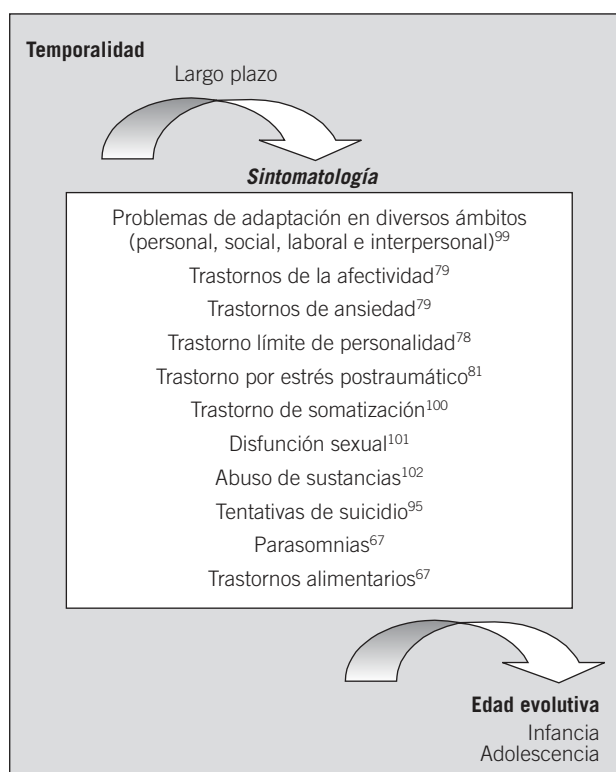 Temporalidad
Largo plazo
Sintomatología
Problemas de adaptación en diversos ámbitos
(personal, social, laboral e interpersonal)99
Trastornos de la afectividad79
Trastornos de ansiedad79
Trastorno límite de personalidad78
Trastorno por estrés postraumático81
Trastorno de somatización100
Disfunción sexual101
Abuso de sustancias102
Tentativas de suicidio95
Parasomnias67
Trastornos alimentarios67
Edad evolutiva
Infancia
Adolescencia